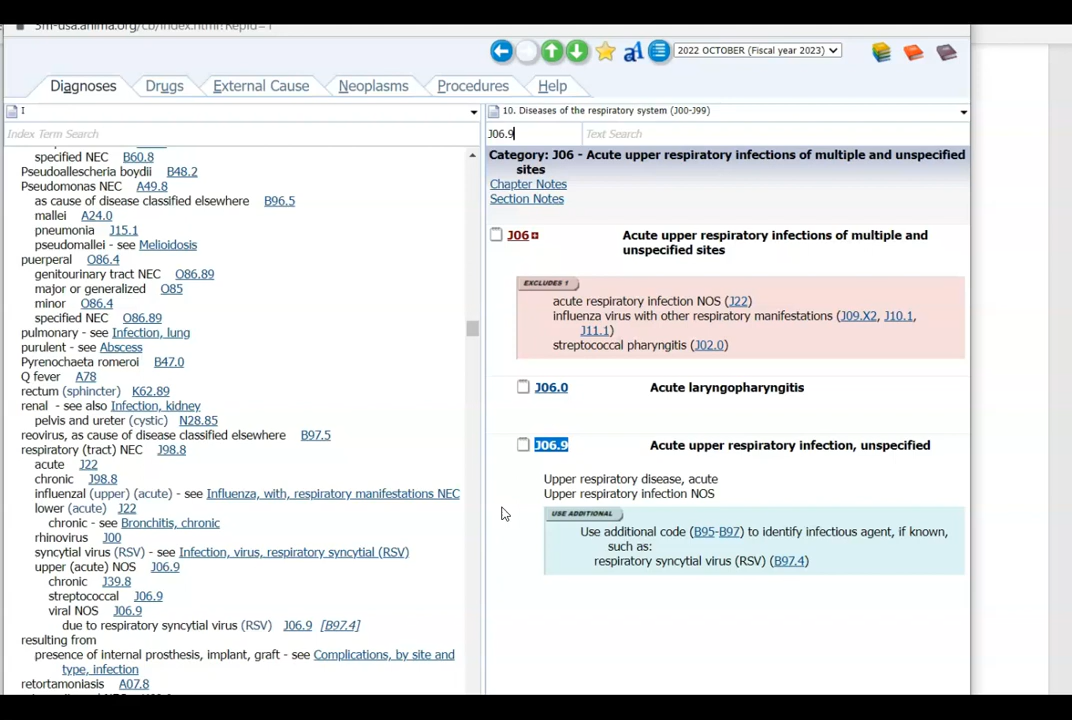 3m-usa.anima.org/cb/index.html?RepId=1
2022 OCTOBER (Fiscal year 2023)
Diagnoses
Drugs
External Cause
Neoplasms
Procedures
Help
I
Index Term Search
specified NEC B60.8
Pseudoallescheria boydii B48.2
Pseudomonas NEC A49.8
as cause of disease classified elsewhere B96.5
mallei A24.0
pneumonia J15.1
pseudomallei - see Melioidosis
puerperal O86.4
genitourinary tract NEC O86.89
major or generalized O85
minor O86.4
specified NEC O86.89
pulmonary - see Infection, lung
purulent - see Abscess
Pyrenochaeta romeroi B47.0
Q fever A78
rectum (sphincter) K62.89
renal - see also Infection, kidney
pelvis and ureter (cystic) N28.85
reovirus, as cause of disease classified elsewhere B97.5
respiratory (tract) NEC J98.8
acute J22
chronic J98.8
influenzal (upper) (acute) - see Influenza, with, respiratory manifestations NEC
lower (acute) J22
chronic - see Bronchitis, chronic
rhinovirus J00
syncytial virus (RSV) - see Infection, virus, respiratory syncytial (RSV)
upper (acute) NOS J06.9
chronic J39.8
streptococcal J06.9
viral NOS J06.9
due to respiratory syncytial virus (RSV) J06.9 [B97.4]
resulting from
presence of internal prosthesis, implant, graft - see Complications, by site and
type, infection
retortamoniasis A07.8
10. Diseases of the respiratory system (J00-J99)
J06.9
Text Search
Category: J06 - Acute upper respiratory infections of multiple and unspecified
sites
Chapter Notes
Section Notes
J06 Acute upper respiratory infections of multiple and
unspecified sites
EXCLUDES 1
acute respiratory infection NOS (J22)
influenza virus with other respiratory manifestations (J09.X2, J10.1,
J11.1)
streptococcal pharyngitis (J02.0)
J06.0 Acute laryngopharyngitis
J06.9 Acute upper respiratory infection, unspecified
Upper respiratory disease, acute
Upper respiratory infection NOS
USE ADDITIONAL
Use additional code (B95-B97) to identify infectious agent, if known,
such as:
respiratory syncytial virus (RSV) (B97.4)